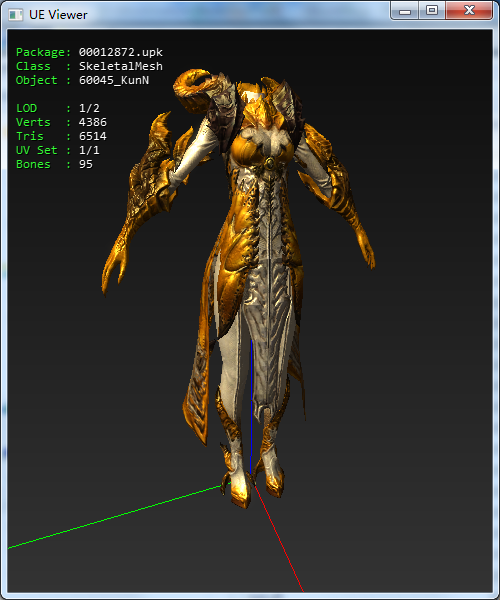 UE Viewer
Package: 00012872.upk
Class : SkeletalMesh
Object : 60045_KunN
LOD : 1/2
Verts : 4386
Tris : 6514
UV Set : 1/1
Bones : 95